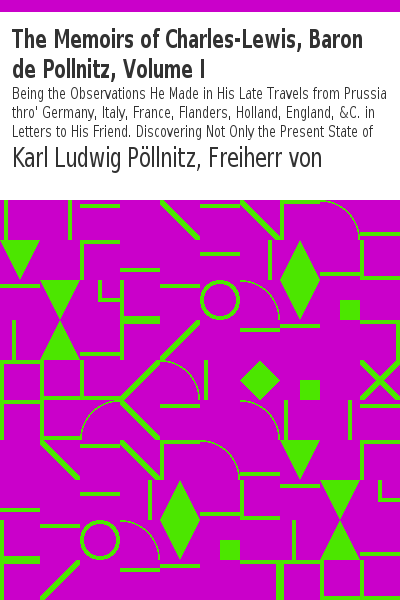 The Memoirs of Charles-Lewis, Baron
de Pollnitz, Volume I
Being the Observations He Made in His Late Travels from Prussia
thro' Germany, Italy, France, Flanders, Holland, England, &C. in
Letters to His Friend. Discovering Not Only the Present State of
Karl Ludwig Pöllnitz, Freiherr von